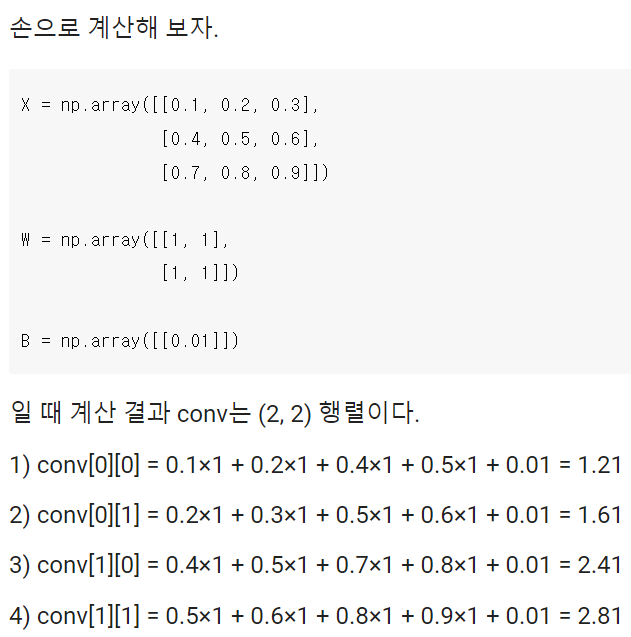 손으로 계산해 보자.
X = np.array([[0.1, 0.2, 0.3],
[0.4, 0.5, 0.6],
[0.7, 0.8, 0.9]])
W = np.array([[1, 1],
[1, 1]])
B = np.array([[0.01]])
일 때 계산 결과 conv는 (2, 2) 행렬이다.
1) conv[0][0] = 0.1×1 + 0.2×1 + 0.4×1 + 0.5×1 + 0.01 = 1.21
2) conv[0][1] = 0.2×1 + 0.3×1 + 0.5×1 + 0.6×1 + 0.01 = 1.61
3) conv[1][0] = 0.4×1 + 0.5×1 + 0.7×1 + 0.8×1 + 0.01 = 2.41
4) conv[1][1] = 0.5×1 + 0.6×1 + 0.8×1 + 0.9×1 + 0.01 = 2.81